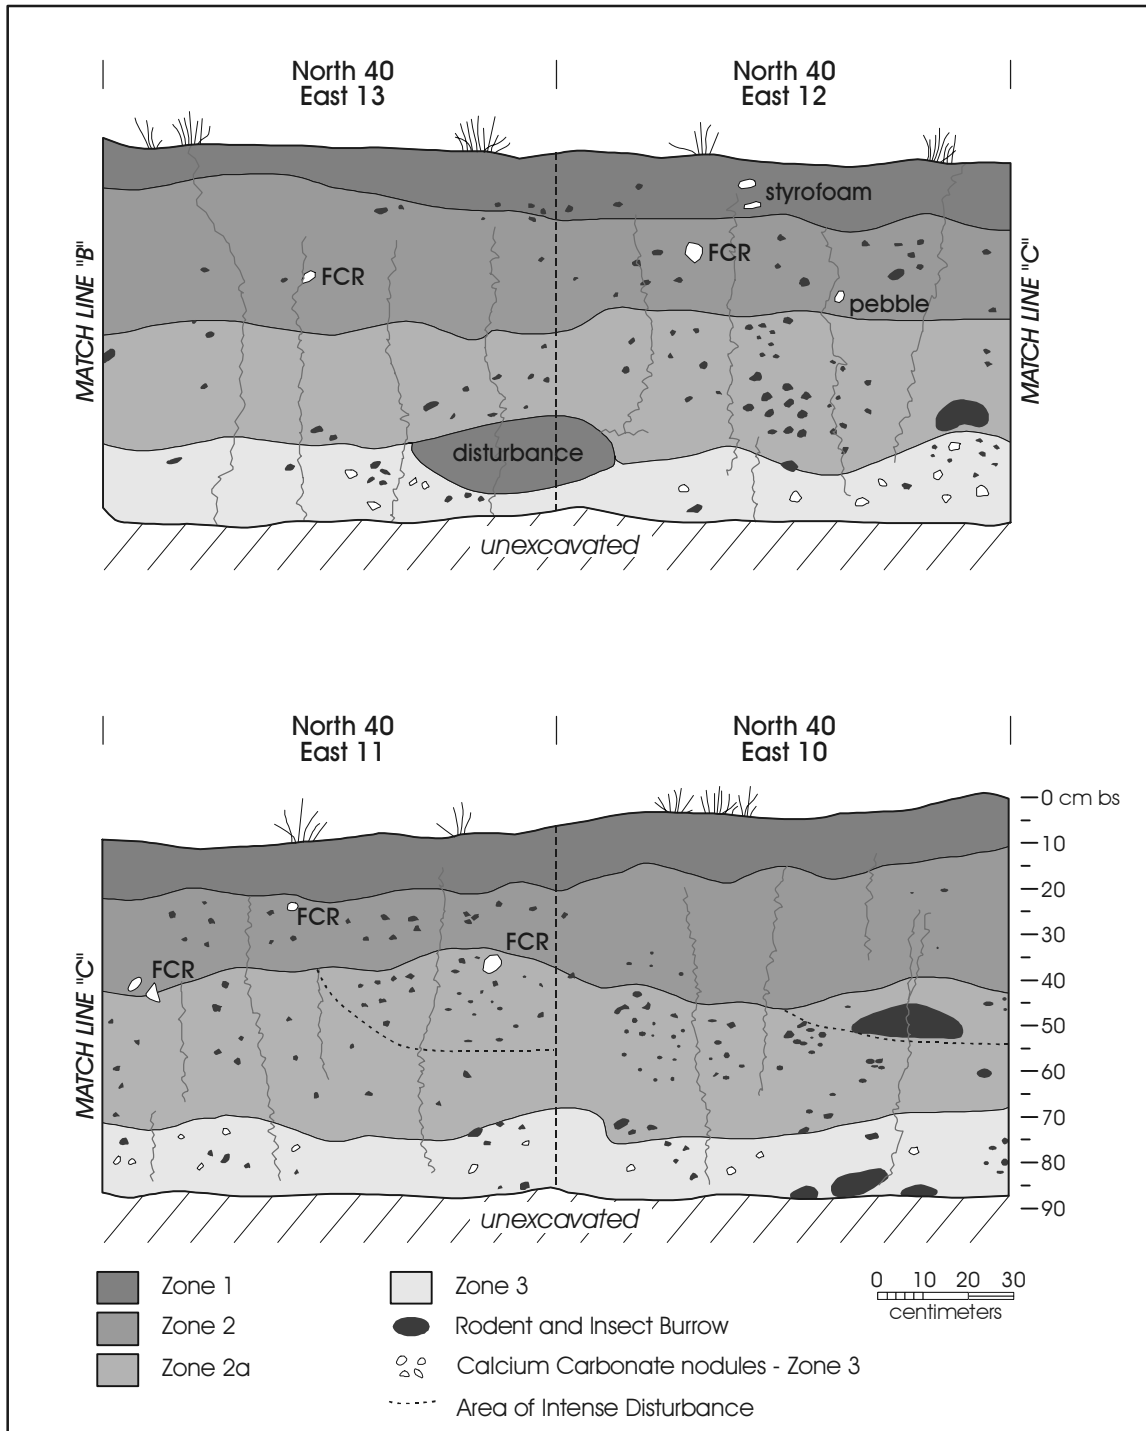 North 40
East 13
North 40
East 12
styrofoam
FCR
FCR
pebble
MATCH LINE "B"
MATCH LINE "C"
disturbance
unexcavated
North 40
East 11
North 40
East 10
0 cm bs
10
20
30
40
50
60
70
80
90
FCR
FCR
FCR
MATCH LINE "C"
unexcavated
Zone 1
Zone 2
Zone 2a
Zone 3
Rodent and Insect Burrow
Calcium Carbonate nodules - Zone 3
Area of Intense Disturbance
0 10 20 30
centimeters